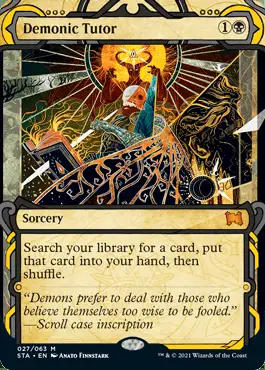 Demonic Tutor 1
Sorcery
Search your library for a card, put
that card into your hand, then
shuffle.
“Demons prefer to deal with those who
believe themselves too wise to be fooled.”
—Scroll case inscription
027/063 M
STA • EN ANATO FINNSTARK
™ & © 2021 Wizards of the Coast